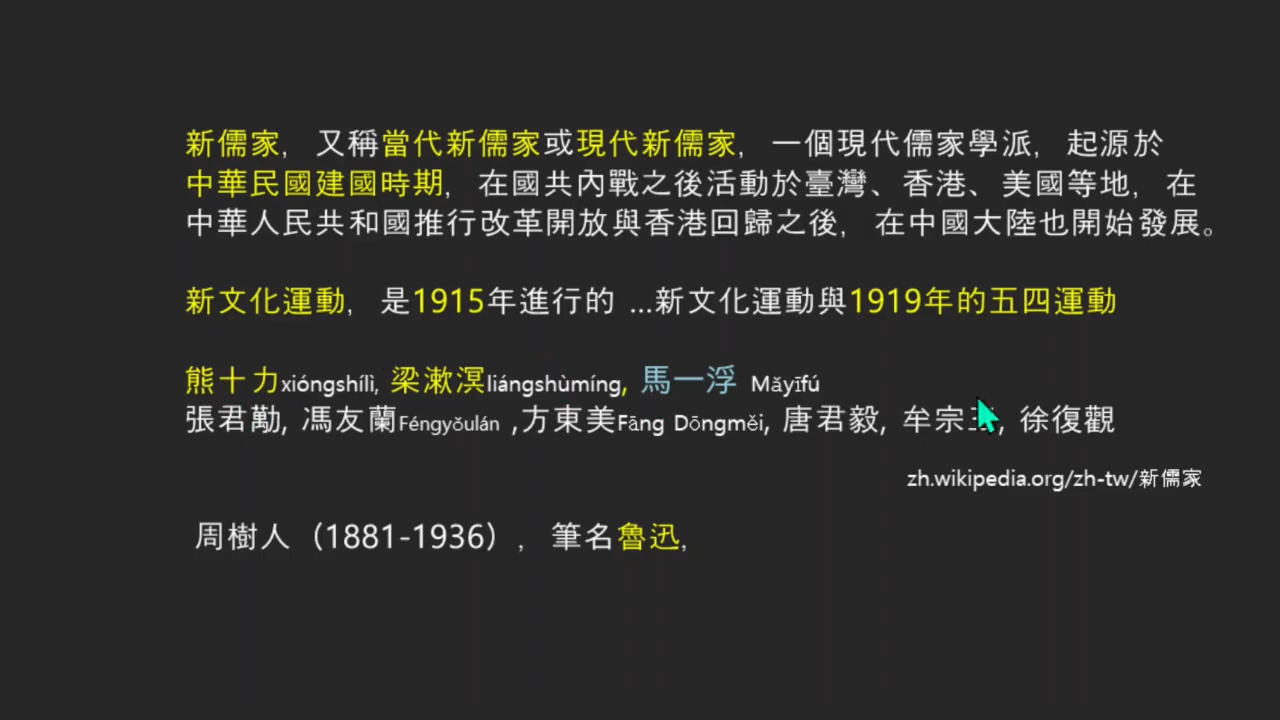 新儒家，又稱當代新儒家或現代新儒家，一個現代儒家學派，起源於
中華民國建國時期，在國共內戰之後活動於臺灣、香港、美國等地，在
中華人民共和國推行改革開放與香港回歸之後，在中國大陸也開始發展。
新文化運動，是1915年進行的 ...新文化運動與1919年的五四運動
熊十力xióngshílì, 梁漱溟liángshùmíng, 馬一浮 Mǎyīfú
張君勱, 馮友蘭Féngyǒulán ,方東美Fāng Dōngměi, 唐君毅, 牟宗, 徐復觀
zh.wikipedia.org/zh-tw/新儒家
周樹人（1881-1936），筆名魯迅,